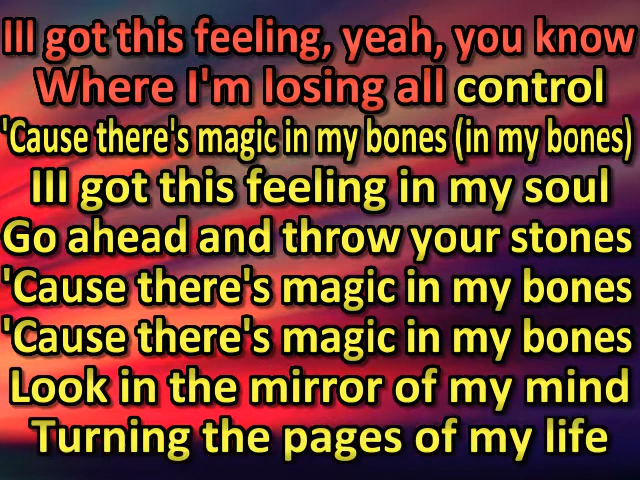 III got this feeling, yeah, you know
Where I'm losing all control
'Cause there's magic in my bones (in my bones)
III got this feeling in my soul
Go ahead and throw your stones
'Cause there's magic in my bones
'Cause there's magic in my bones
Look in the mirror of my mind
Turning the pages of my life